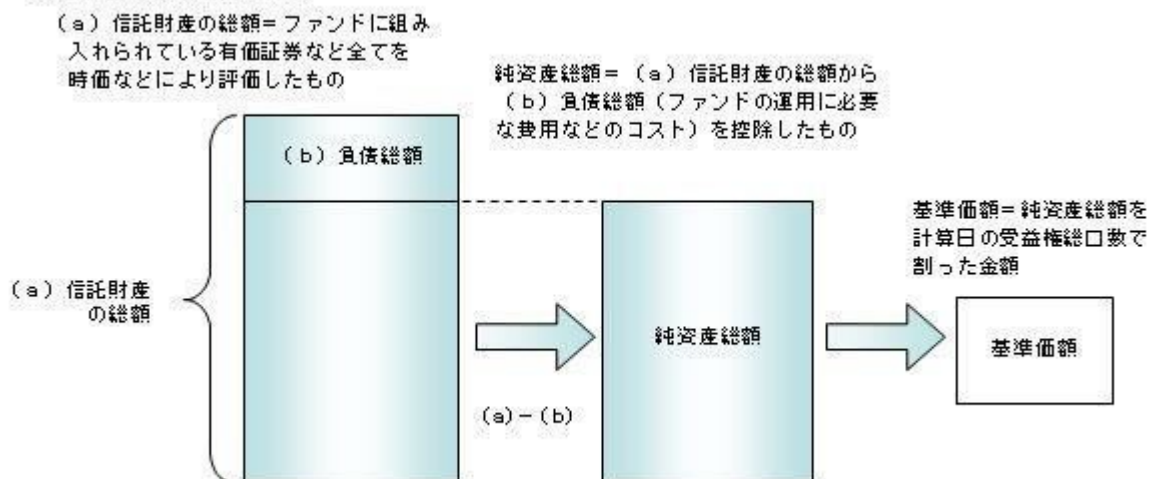 (a)信託財産の総額=ファンドに組み
入れられている有価証券など全てを
時価などにより評価したもの
純資産総額=(a)信託財産の総額から
(b)負債総額(ファンドの運用に必要
な費用などのコスト)を控除したもの
(b)負債総額
基準価額=純資産総額を
計算日の受益権総口数で
割った金額
(a)信託財産
の総額
純資産総額
基準価額
(a)-(b)